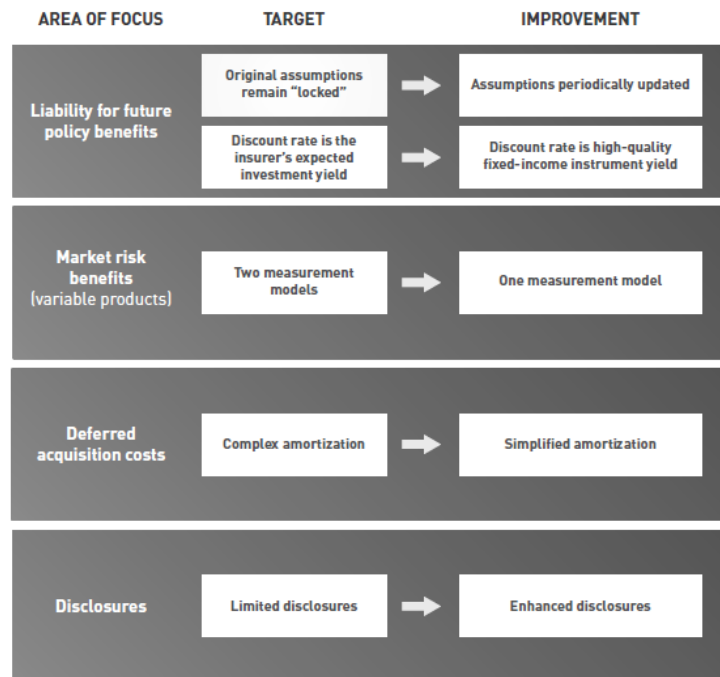 AREA OF FOCUS TARGET IMPROVEMENT
Liability for future
policy benefits
Original assumptions
remain “locked”
Assumptions periodically updated
Discount rate is the
insurer’s expected
investment yield
Discount rate is high-quality
fixed-income instrument yield
Market risk
benefits
(variable products)
Two measurement
models
One measurement model
Deferred
acquisition costs
Complex amortization
Simplified amortization
Disclosures
Limited disclosures
Enhanced disclosures